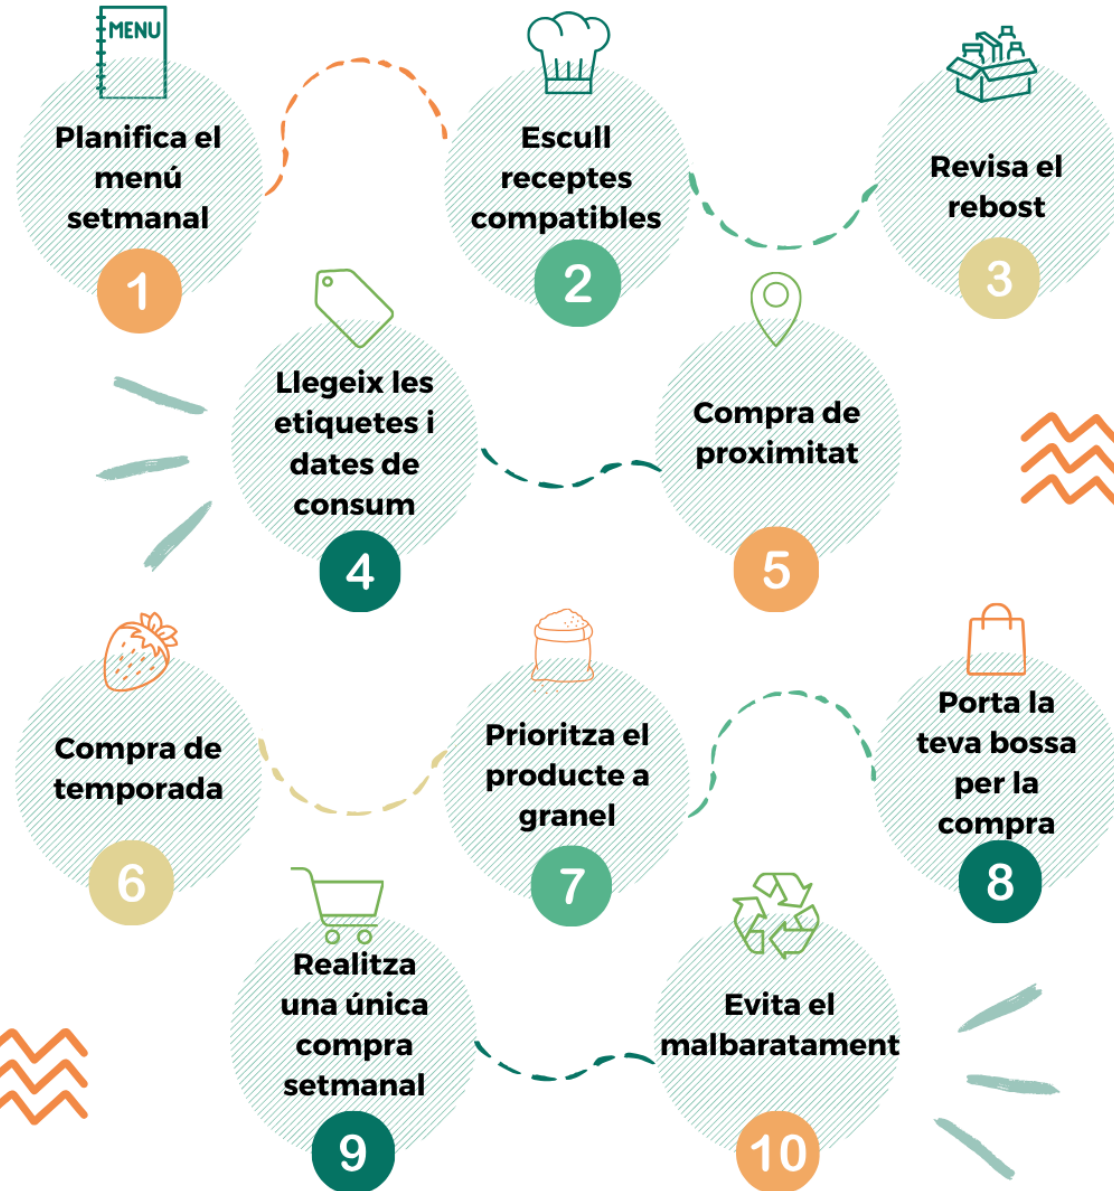 MENU
Planifica el
menú
setmanal
1
Escull
receptes
compatibles
2
Revisa el
rebost
3
Llegeix les
etiquetes i
dates de
consum
4
Compra de
proximitat
5
Compra de
temporada
6
Prioritza el
producte a
granel
7
Porta la
teva bossa
per la
compra
8
Realitza
una única
compra
setmanal
9
Evita el
malbaratament
10